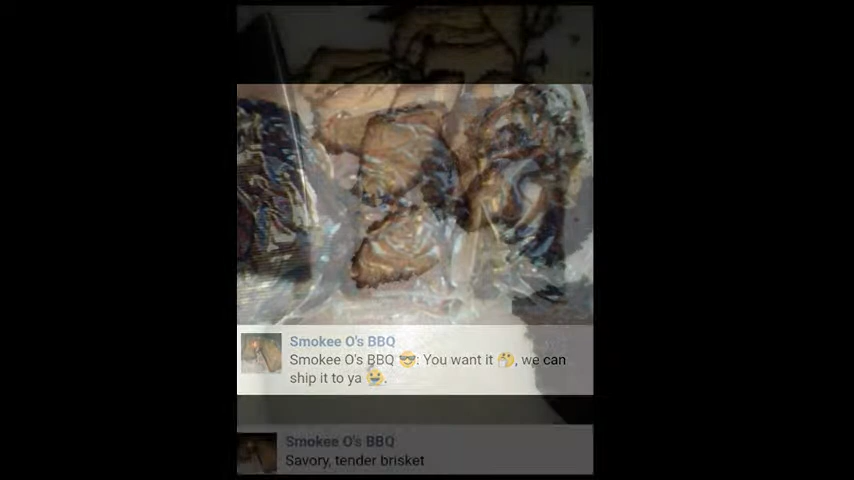 Smokee O's BBQ
Smokee O's BBQ 😎: You want it 🤔, we can
ship it to ya 😃.
Smokee O's BBQ
Savory, tender brisket